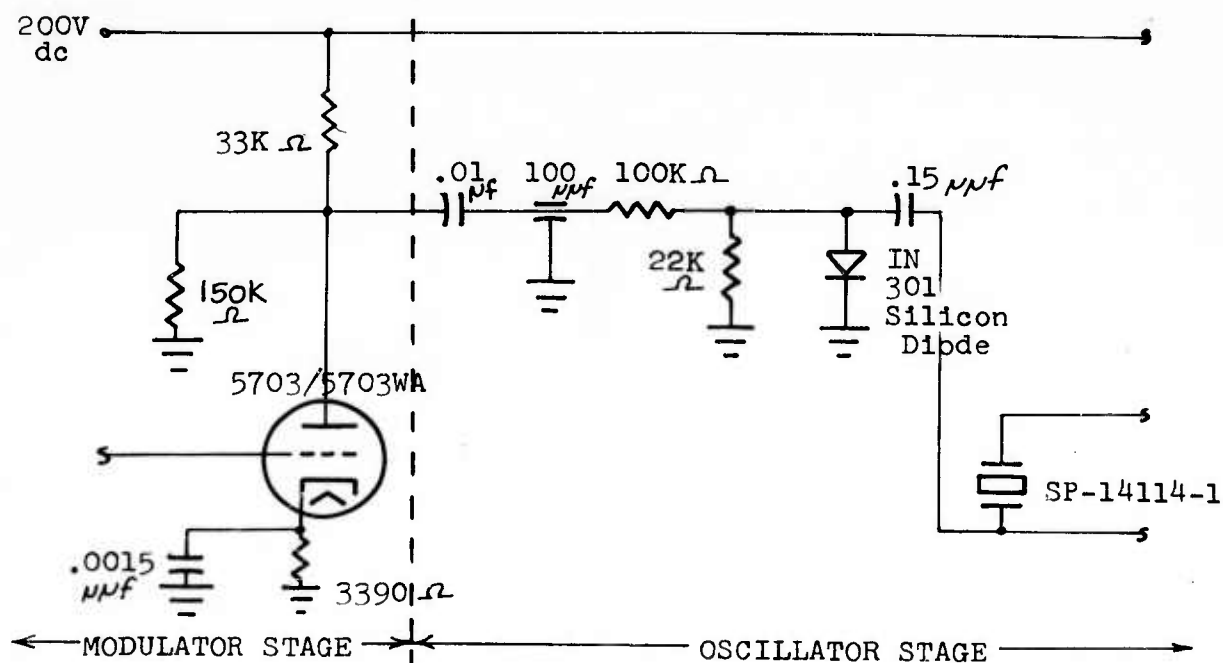 200V
dc
33K Ω
.01
μf
100
μμf
100K Ω
.15 μμf
150K
Ω
22K
Ω
IN
301
Silicon
Diode
5703/5703WA
SP-14114-1
.0015
μμf
3390 Ω
MODULATOR STAGE
OSCILLATOR STAGE